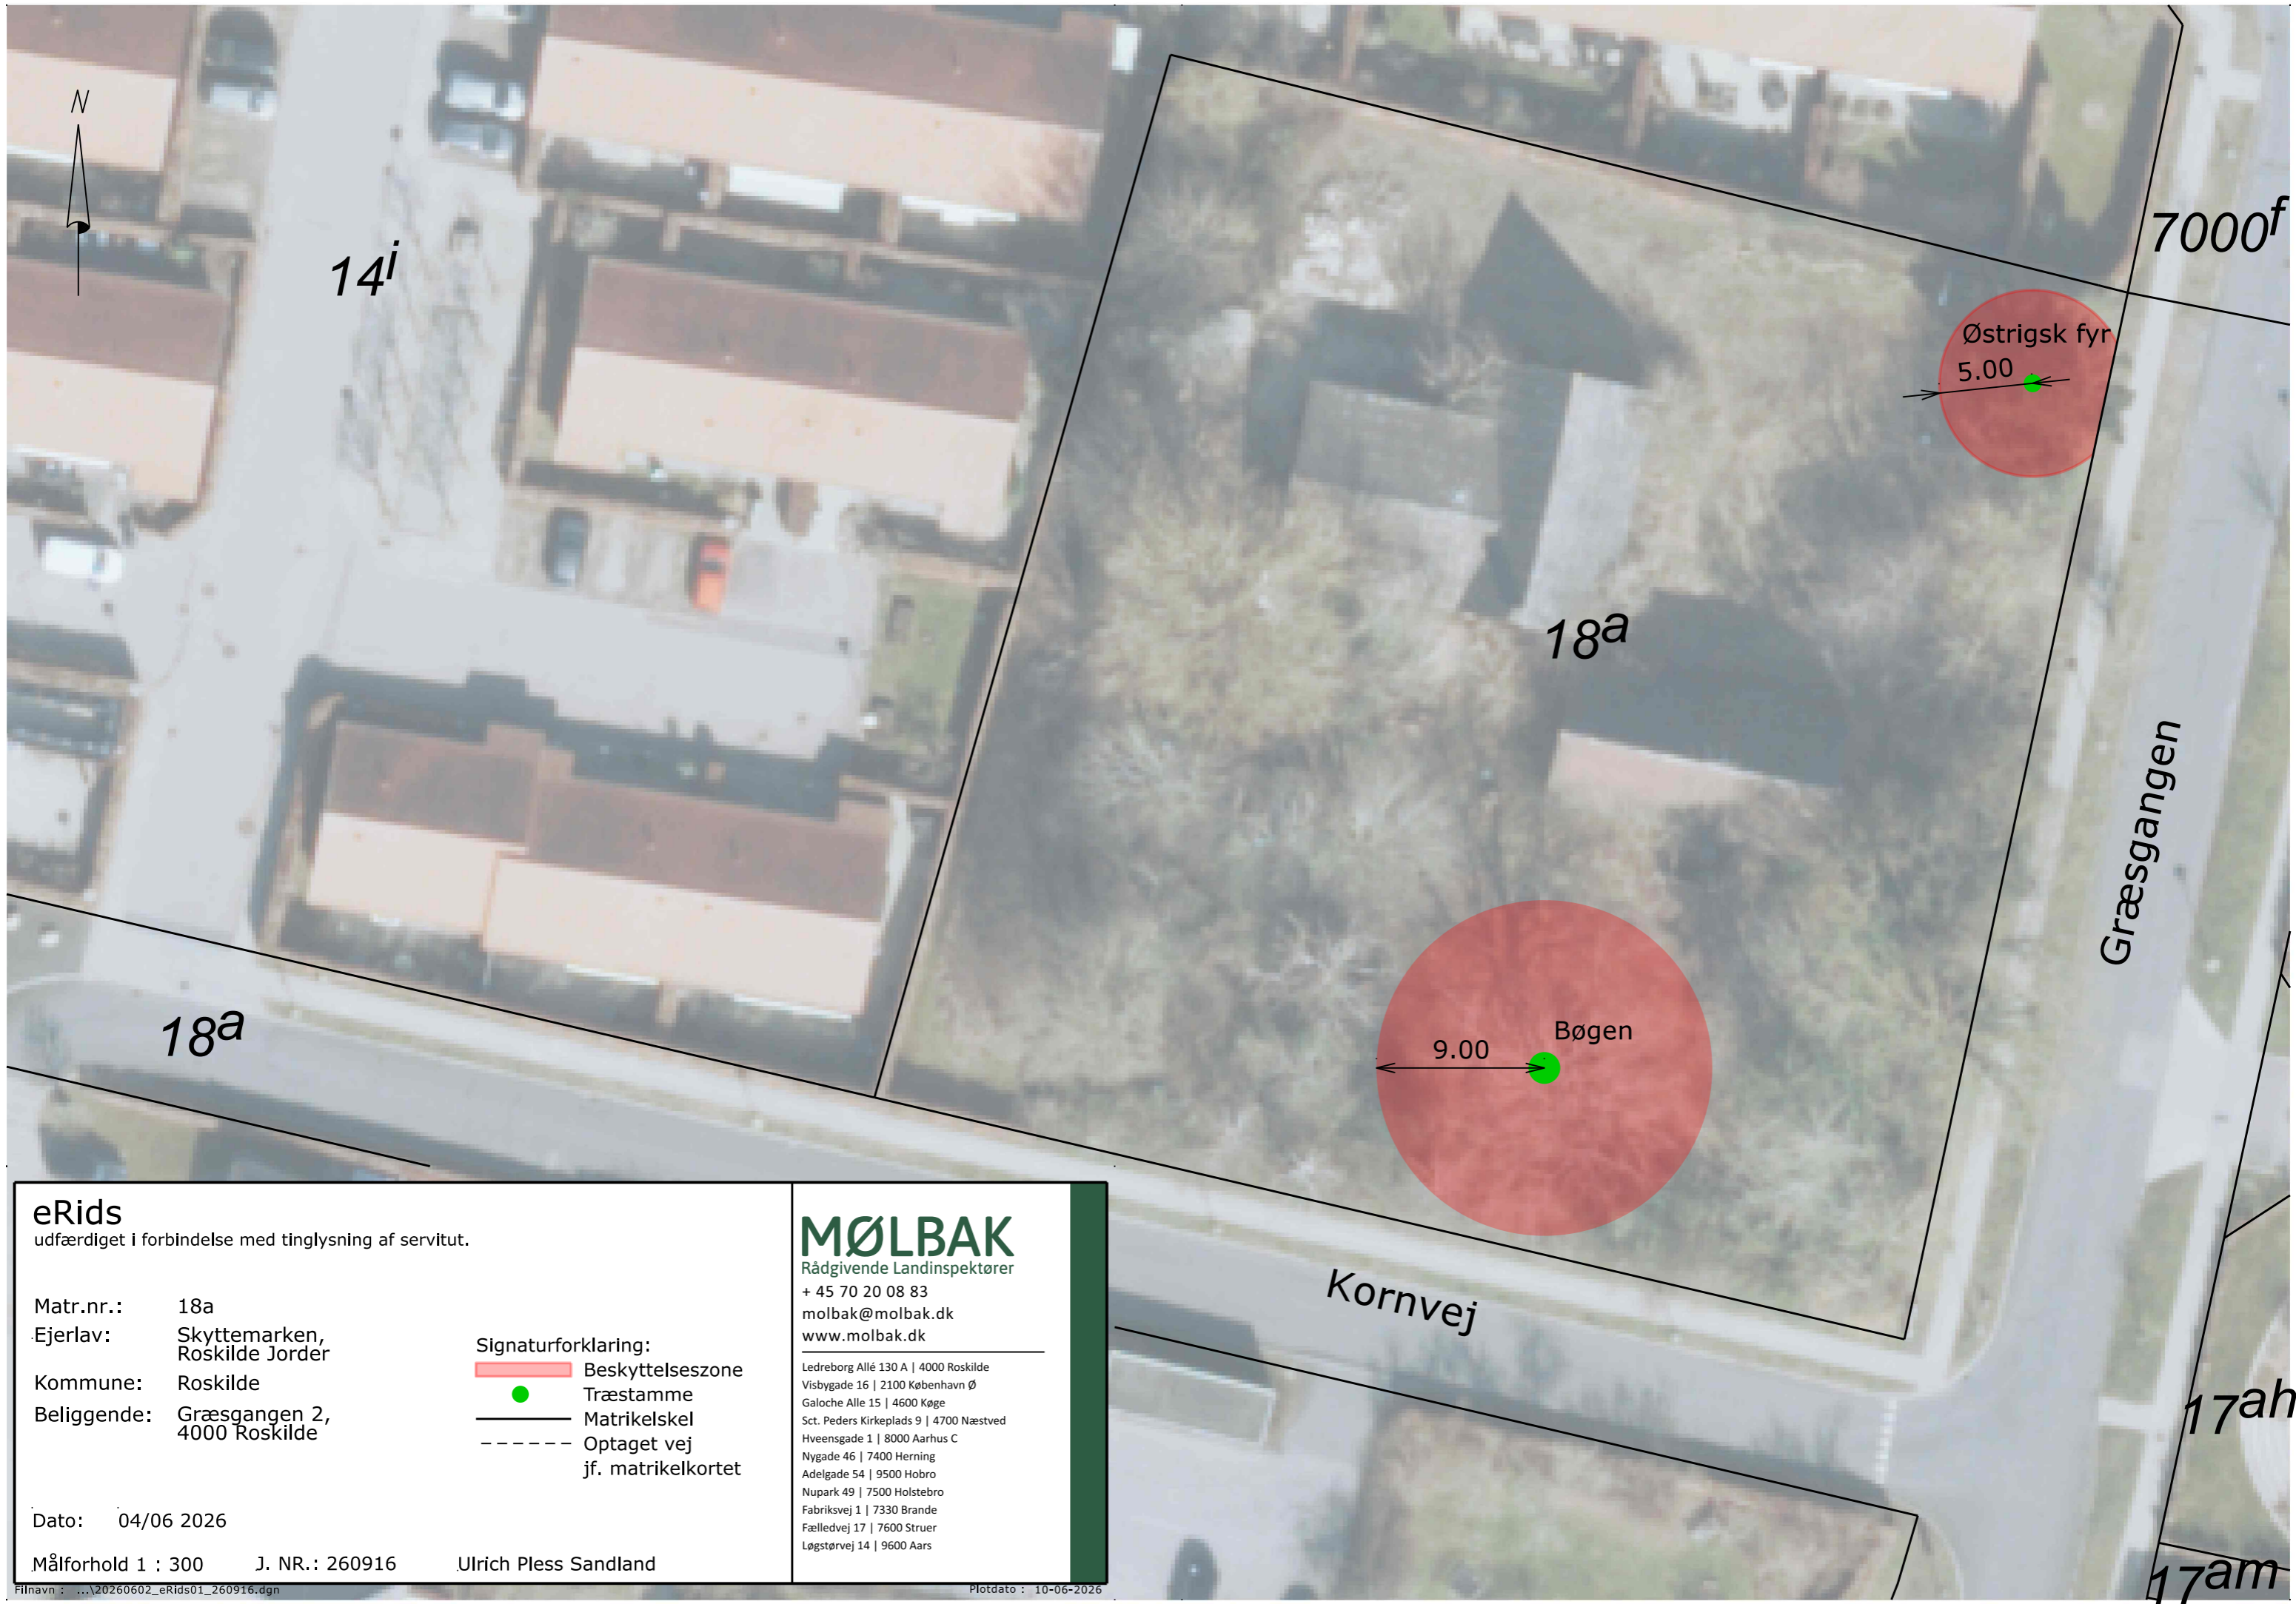 N
14i
7000f
Østrigsk fyr
5.00
18a
Græsgangen
18a
Bøgen
9.00
Kornvej
17ah
17am
eRids
udfærdiget i forbindelse med tinglysning af servitut.
Matr.nr.: 18a
Ejerlav: Skyttemarken,
Roskilde Jorder
Kommune: Roskilde
Beliggende: Græsgangen 2,
4000 Roskilde
Signaturforklaring:
Beskyttelseszone
Træstamme
Matrikelskel
Optaget vej
jf. matrikelkortet
Dato: 04/06 2026
Målforhold 1 : 300 J. NR.: 260916 Ulrich Pless Sandland
MØLBAK
Rådgivende Landinspektører
+ 45 70 20 08 83
molbak@molbak.dk
www.molbak.dk
Ledreborg Allé 130 A | 4000 Roskilde
Visbygade 16 | 2100 København Ø
Galoche Alle 15 | 4600 Køge
Sct. Peders Kirkeplads 9 | 4700 Næstved
Hveensgade 1 | 8000 Aarhus C
Nygade 46 | 7400 Herning
Adelgade 54 | 9500 Hobro
Nupark 49 | 7500 Holstebro
Fabriksvej 1 | 7330 Brande
Fælledvej 17 | 7600 Struer
Løgstørvej 14 | 9600 Aars
Filnavn : ...\20260602_eRids01_260916.dgn
Plotdato : 10-06-2026